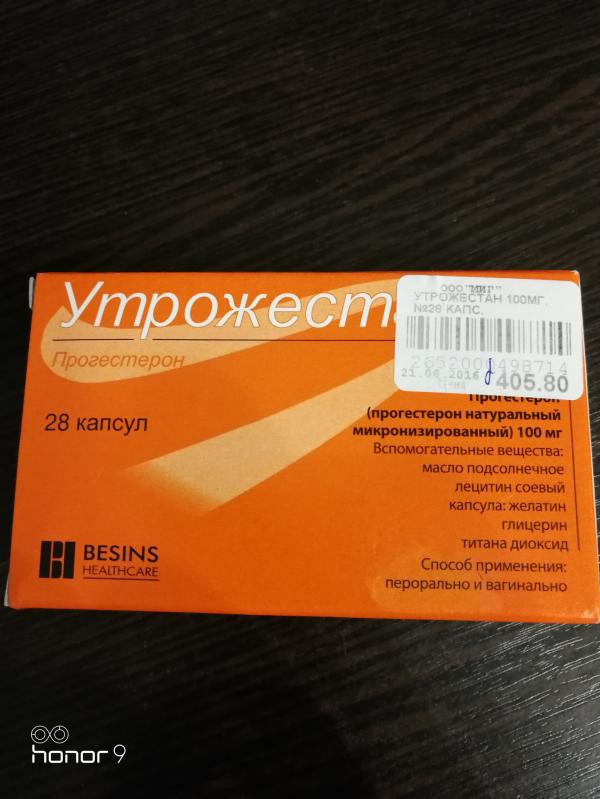 Утрожеста
Прогестерон
28 капсул
BESINS
HEALTHCARE
ООО"МИГ"
УТРОЖЕСТАН 100МГ.
№28 КАПС.
2652000498714
21.06.2016
ЦЕНА
405.80
Прогестерон
(прогестерон натуральный
микронизированный) 100 мг
Вспомогательные вещества:
масло подсолнечное
лецитин соевый
капсула: желатин
глицерин
титана диоксид
Способ применения:
перорально и вагинально
honor 9